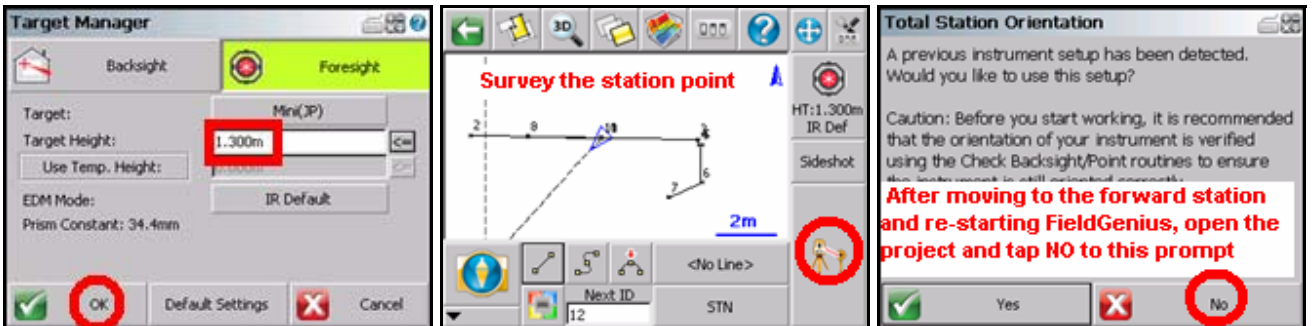 Target Manager
Backsight
Foresight
Target:
Mini(JP)
Target Height:
1.300m
Use Temp. Height:
EDM Mode:
IR Default
Prism Constant: 34.4mm
OK
Default Settings
Cancel
3D
Survey the station point
HT:1.300m
IR Def
Sideshot
2
8
6
7
2m
<No Line>
Next ID
12
STN
Total Station Orientation
A previous instrument setup has been detected.
Would you like to use this setup?
Caution: Before you start working, it is recommended
that the orientation of your instrument is verified
using the Check Backsight/Point routines to ensure
After moving to the forward station
and re-starting FieldGenius, open the
project and tap NO to this prompt
Yes
No